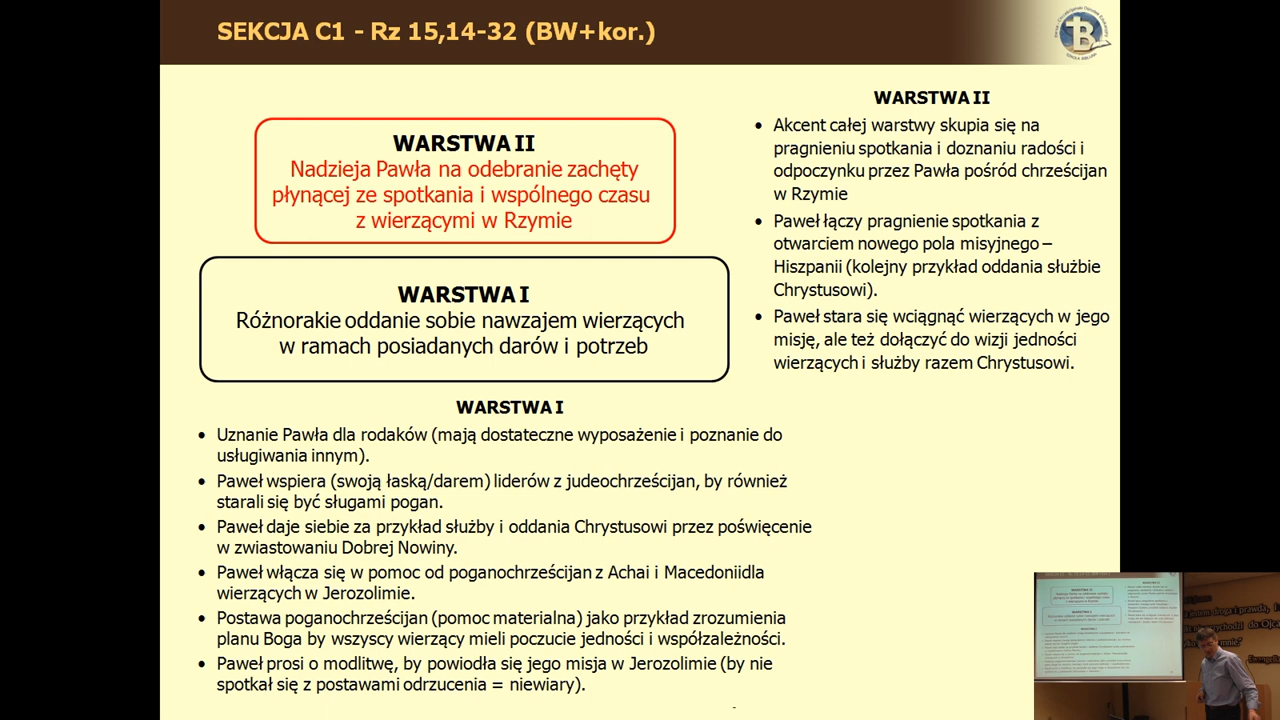 SEKCJA C1 - Rz 15,14-32 (BW+kor.)
WARSTWA II
Nadzieja Pawła na odebranie zachęty
płynącej ze spotkania i wspólnego czasu
z wierzącymi w Rzymie
WARSTWA I
Różnorakie oddanie sobie nawzajem wierzących
w ramach posiadanych darów i potrzeb
WARSTWA II
• Akcent całej warstwy skupia się na
pragnieniu spotkania i doznaniu radości i
odpoczynku przez Pawła pośród chrześcijan
w Rzymie
• Paweł łączy pragnienie spotkania z
otwarciem nowego pola misyjnego –
Hiszpanii (kolejny przykład oddania służbie
Chrystusowi).
• Paweł stara się wciągnąć wierzących w jego
misję, ale też dołączyć do wizji jedności
wierzących i służby razem Chrystusowi.
WARSTWA I
• Uznanie Pawła dla rodaków (mają dostateczne wyposażenie i poznanie do
usługiwania innym).
• Paweł wspiera (swoją łaską/darem) liderów z judeochrześcijan, by również
starali się być sługami pogan.
• Paweł daje siebie za przykład służby i oddania Chrystusowi przez poświęcenie
w zwiastowaniu Dobrej Nowiny.
• Paweł włącza się w pomoc od poganochrześcijan z Achai i Macedoniidla
wierzących w Jerozolimie.
• Postawa poganochrześcijan (pomoc materialna) jako przykład zrozumienia
planu Boga by wszyscy wierzący mieli poczucie jedności i współzależności.
• Paweł prosi o modlitwę, by powiodła się jego misja w Jerozolimie (by nie
spotkał się z postawami odrzucenia = niewiary).